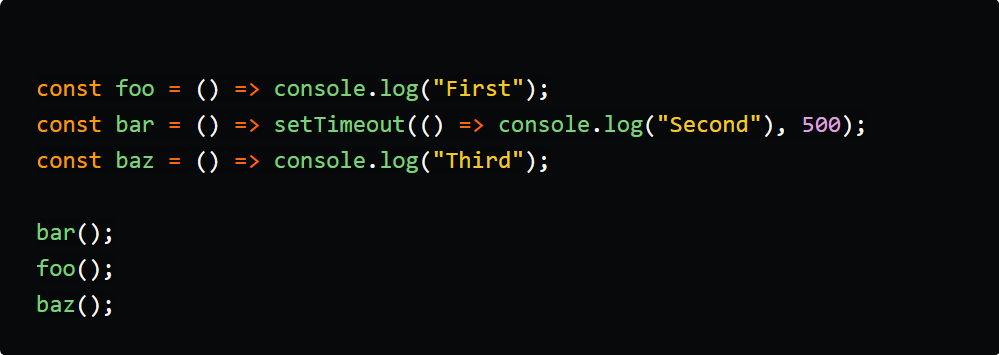 const foo = () => console.log("First");
const bar = () => setTimeout(() => console.log("Second"), 500);
const baz = () => console.log("Third");

bar();
foo();
baz();